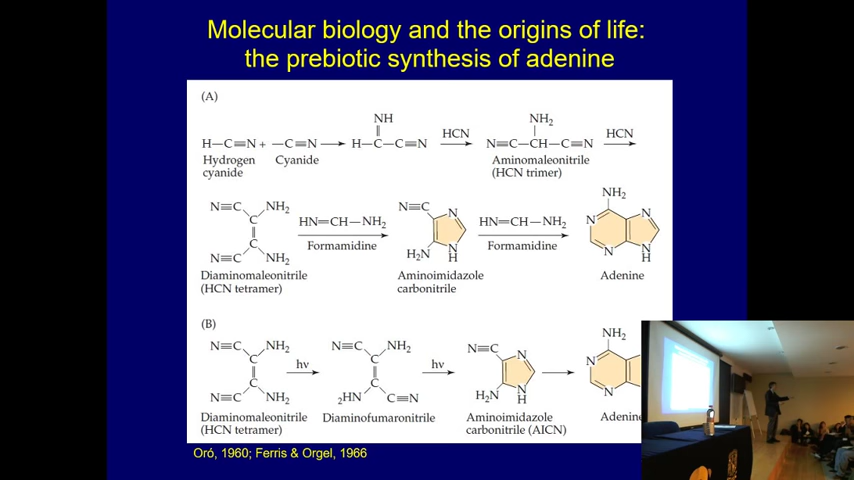 Molecular biology and the origins of life:
the prebiotic synthesis of adenine
(A)
H—C≡N + —C≡N → H—C—C≡N
NH
HCN
N≡C—CH—C≡N
NH₂
HCN
Hydrogen cyanide
Cyanide
Aminomaleonitrile
(HCN trimer)
N≡C
NH₂
C
C
N≡C
NH₂
HN=CH—NH₂
Formamidine
N≡C
N
H₂N
N
H
HN=CH—NH₂
Formamidine
NH₂
N
N
N
N
H
Diaminomaleonitrile
(HCN tetramer)
Aminoimidazole
carbonitrile
Adenine
(B)
N≡C
NH₂
C
C
N≡C
NH₂
hν
N≡C
NH₂
C
C
₂HN
C≡N
hν
N≡C
N
H₂N
N
H
NH₂
N
N
Diaminomaleonitrile
(HCN tetramer)
Diaminofumaronitrile
Aminoimidazole
carbonitrile (AICN)
Adenine
Oró, 1960; Ferris & Orgel, 1966